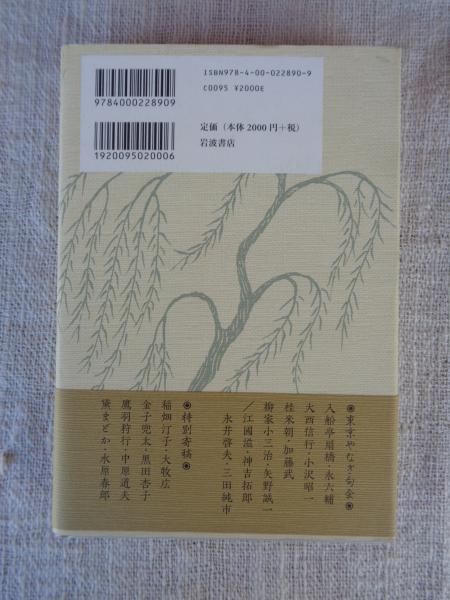 ISBN978-4-00-022890-9
C0095 ¥2000E
9784000228909
定価（本体 2000 円＋税）
岩波書店
1920095020006
◉東京やなぎ句会◉
入船亭扇橋・永六輔
大西信行・小沢昭一
桂米朝・加藤武
柳家小三治・矢野誠一
／江國滋・神吉拓郎
永井啓夫・三田純市
◉特別寄稿◉
稲畑汀子・大牧広
金子兜太・黒田杏子
鷹羽狩行・中原道夫
黛まどか・水原春郎